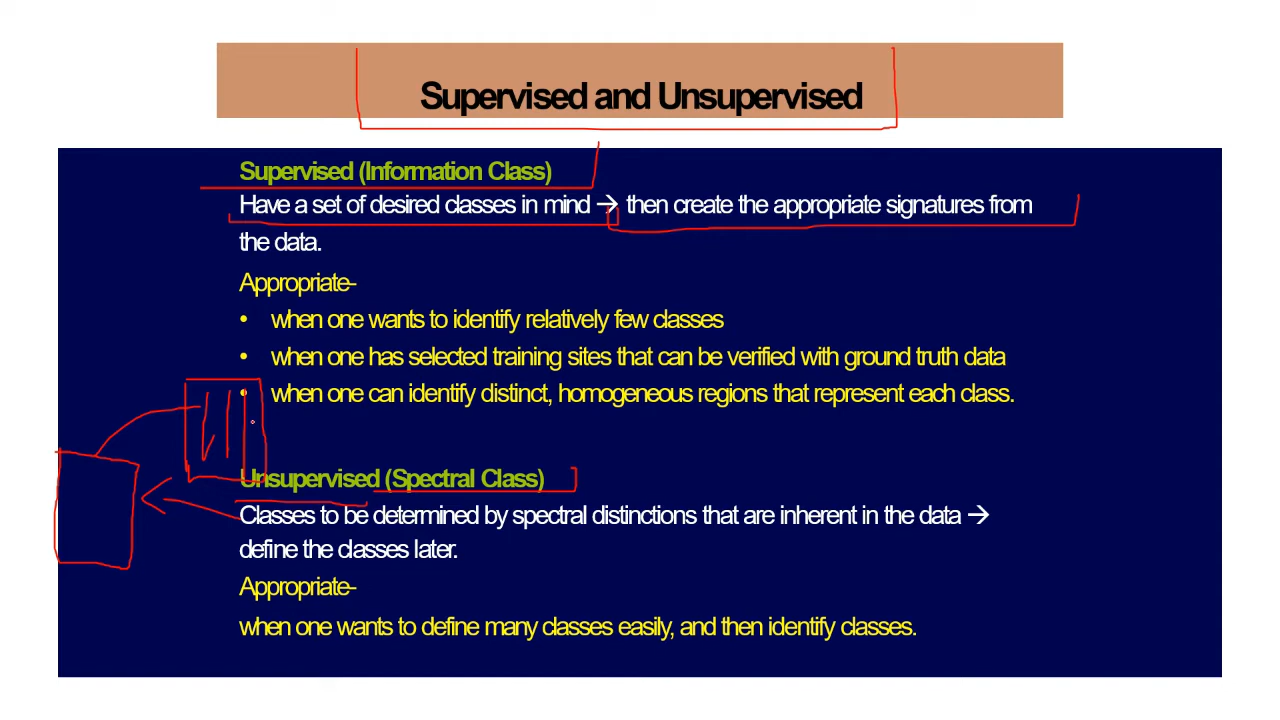 Supervised and Unsupervised
Supervised (Information Class)
Have a set of desired classes in mind → then create the appropriate signatures from
the data.
Appropriate-
• when one wants to identify relatively few classes
• when one has selected training sites that can be verified with ground truth data
• when one can identify distinct, homogeneous regions that represent each class.
Unsupervised (Spectral Class)
Classes to be determined by spectral distinctions that are inherent in the data →
define the classes later.
Appropriate-
when one wants to define many classes easily, and then identify classes.